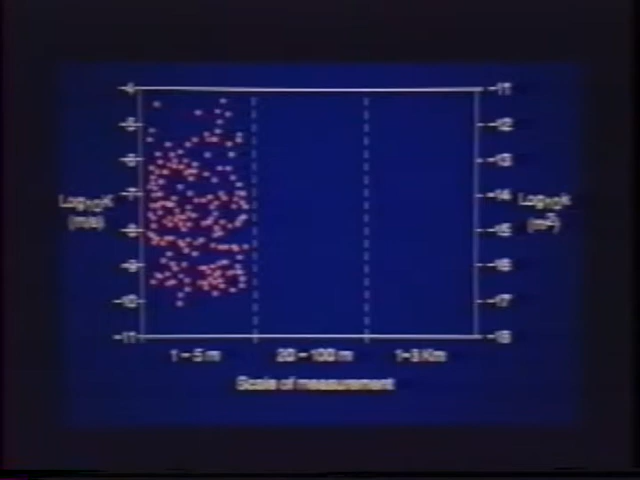 -4
-5
-6
-7
-8
-9
-10
-11
Log10K
(m/s)
-11
-12
-13
-14
-15
-16
-17
-18
Log10k
(m2)
1-5 m
20-100 m
1-3 Km
Scale of measurement